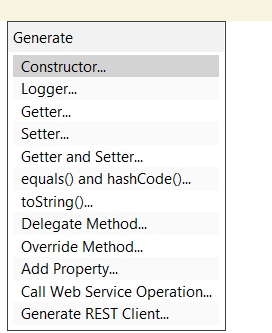 Generate
Constructor...
Logger...
Getter...
Setter...
Getter and Setter...
equals() and hashCode()...
toString()...
Delegate Method...
Override Method...
Add Property...
Call Web Service Operation...
Generate REST Client...